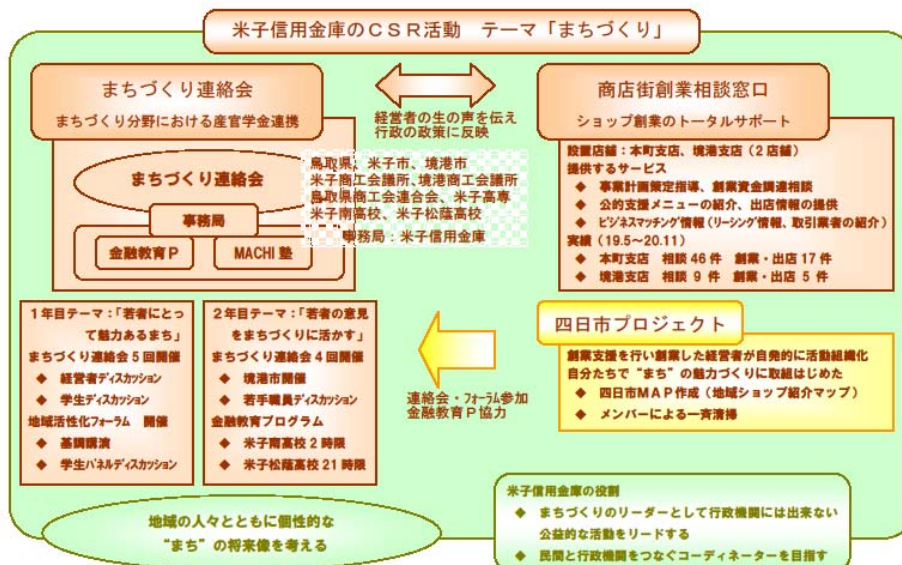 米子信用金庫のCSR活動 テーマ「まちづくり」
まちづくり連絡会
まちづくり分野における産官学金連携
まちづくり連絡会
事務局
金融教育P
MACHI塾
経営者の生の声を伝え
行政の政策に反映
鳥取県、米子市、境港市
米子商工会議所、境港商工会議所
鳥取県商工会連合会、米子高専
米子南高校、米子松蔭高校
事務局:米子信用金庫
商店街創業相談窓口
ショップ創業のトータルサポート
設置店舗:本町支店、境港支店(2店舗)
提供するサービス
◆ 事業計画策定指導、創業資金調達相談
◆ 公的支援メニューの紹介、出店情報の提供
◆ ビジネスマッチング情報(リーシング情報、取引業者の紹介)
実績(19.5~20.11)
◆ 本町支店 相談46件 創業・出店17件
◆ 境港支店 相談 9件 創業・出店 5件
1年目テーマ:「若者にとって魅力あるまち」
まちづくり連絡会5回開催
◆ 経営者ディスカッション
◆ 学生ディスカッション
地域活性化フォーラム 開催
◆ 基調講演
◆ 学生パネルディスカッション
2年目テーマ:「若者の意見をまちづくりに活かす」
まちづくり連絡会4回開催
◆ 境港市開催
◆ 若手職員ディスカッション
金融教育プログラム
◆ 米子南高校2時限
◆ 米子松蔭高校21時限
連絡会・フォーラム参加
金融教育P協力
四日市プロジェクト
創業支援を行い創業した経営者が自発的に活動組織化
自分たちで“まち”の魅力づくりに取組はじめた
◆ 四日市MAP作成(地域ショップ紹介マップ)
◆ メンバーによる一斉清掃
地域の人々とともに個性的な
“まち”の将来像を考える
米子信用金庫の役割
◆ まちづくりのリーダーとして行政機関には出来ない
公益的な活動をリードする
◆ 民間と行政機関をつなぐコーディネーターを目指す